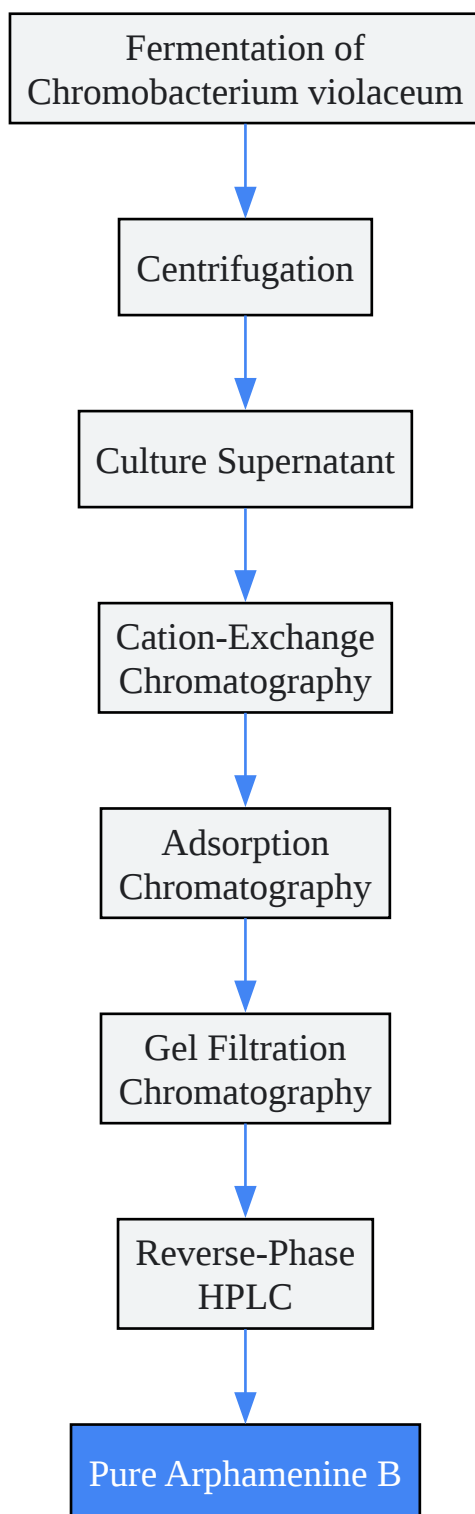 Fermentation of
Chromobacterium violaceum
Centrifugation
Culture Supernatant
Cation-Exchange
Chromatography
Adsorption
Chromatography
Gel Filtration
Chromatography
Reverse-Phase
HPLC
Pure Arphamenine B